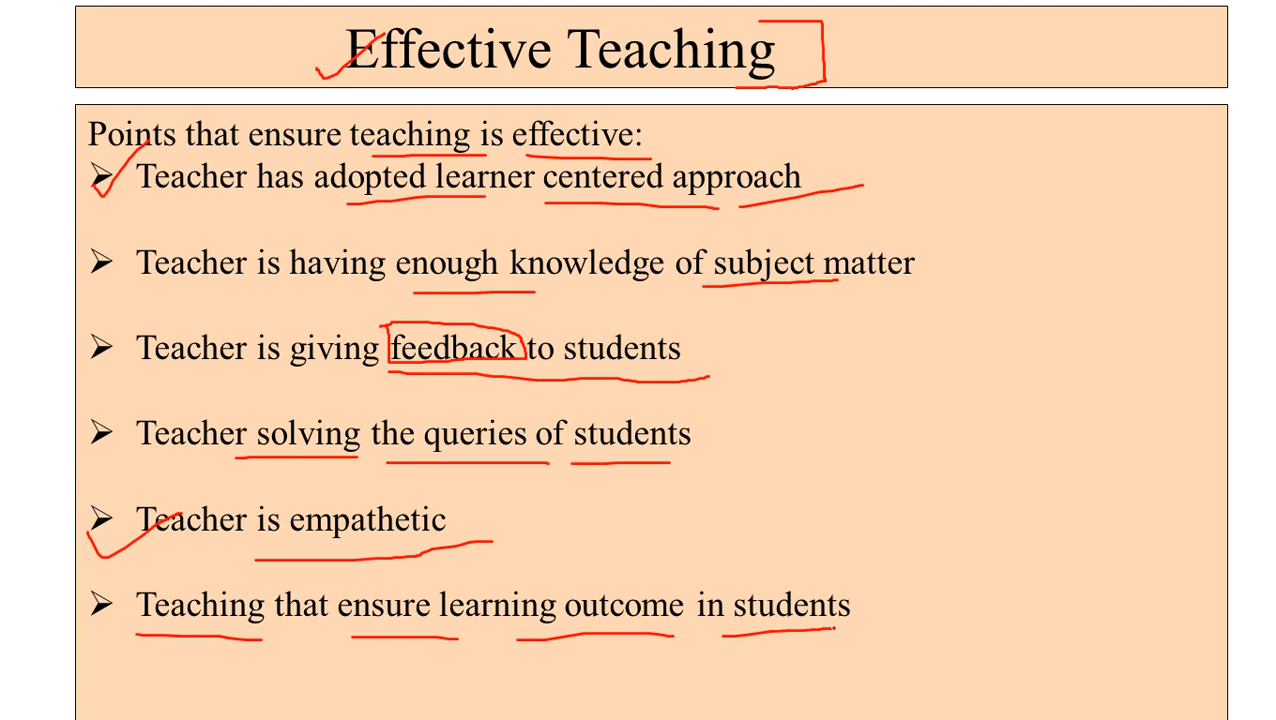 Effective Teaching
Points that ensure teaching is effective:
➢ Teacher has adopted learner centered approach
➢ Teacher is having enough knowledge of subject matter
➢ Teacher is giving feedback to students
➢ Teacher solving the queries of students
➢ Teacher is empathetic
➢ Teaching that ensure learning outcome in students